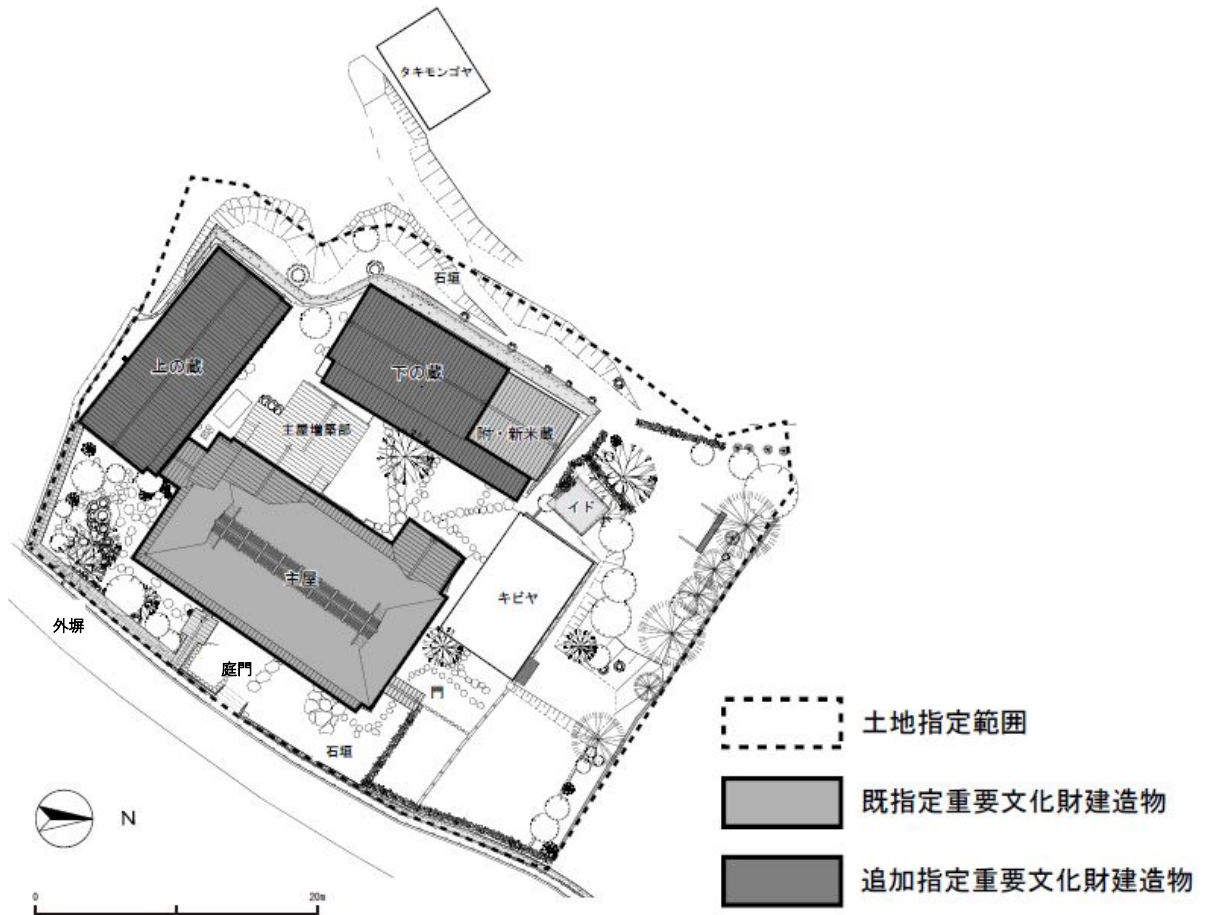 タキモンゴヤ
石垣
上の蔵
下の蔵
主屋増築部
附・新米蔵
イド
主屋
キビヤ
外塀
庭門
門
石垣
N
0 20m
土地指定範囲
既指定重要文化財建造物
追加指定重要文化財建造物